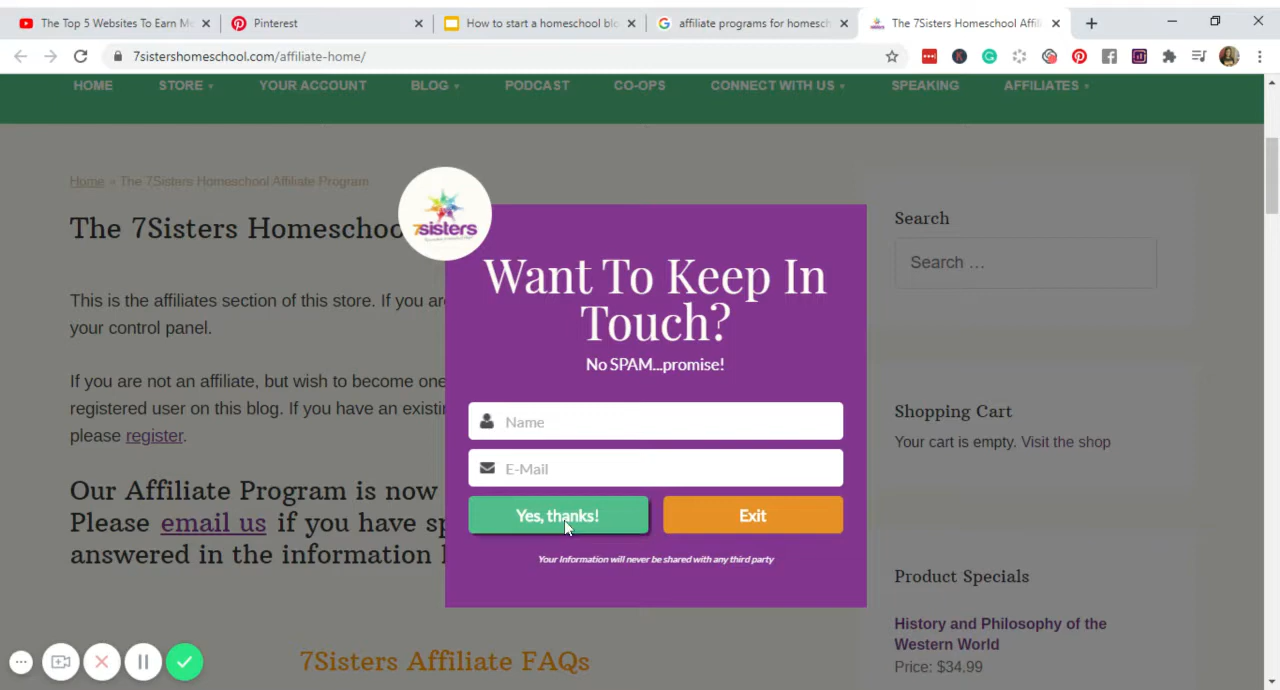 The Top 5 Websites To Earn M
Pinterest
How to start a homeschool blo
affiliate programs for homesch
The 7Sisters Homeschool Affil
7sistershomeschool.com/affiliate-home/
HOME STORE YOUR ACCOUNT BLOG PODCAST CO-OPS CONNECT WITH US SPEAKING AFFILIATES
Home » The 7Sisters Homeschool Affiliate Program
The 7Sisters Homeschoo
This is the affiliates section of this store. If you are
your control panel.
If you are not an affiliate, but wish to become one
registered user on this blog. If you have an existin
please register.
Our Affiliate Program is now
Please email us if you have sp
answered in the information
7Sisters Affiliate FAQs
7sisters
Want To Keep In
Touch?
No SPAM...promise!
Name
E-Mail
Yes, thanks!
Exit
Your Information will never be shared with any third party
Search
Search …
Shopping Cart
Your cart is empty. Visit the shop
Product Specials
History and Philosophy of the
Western World
Price: $34.99